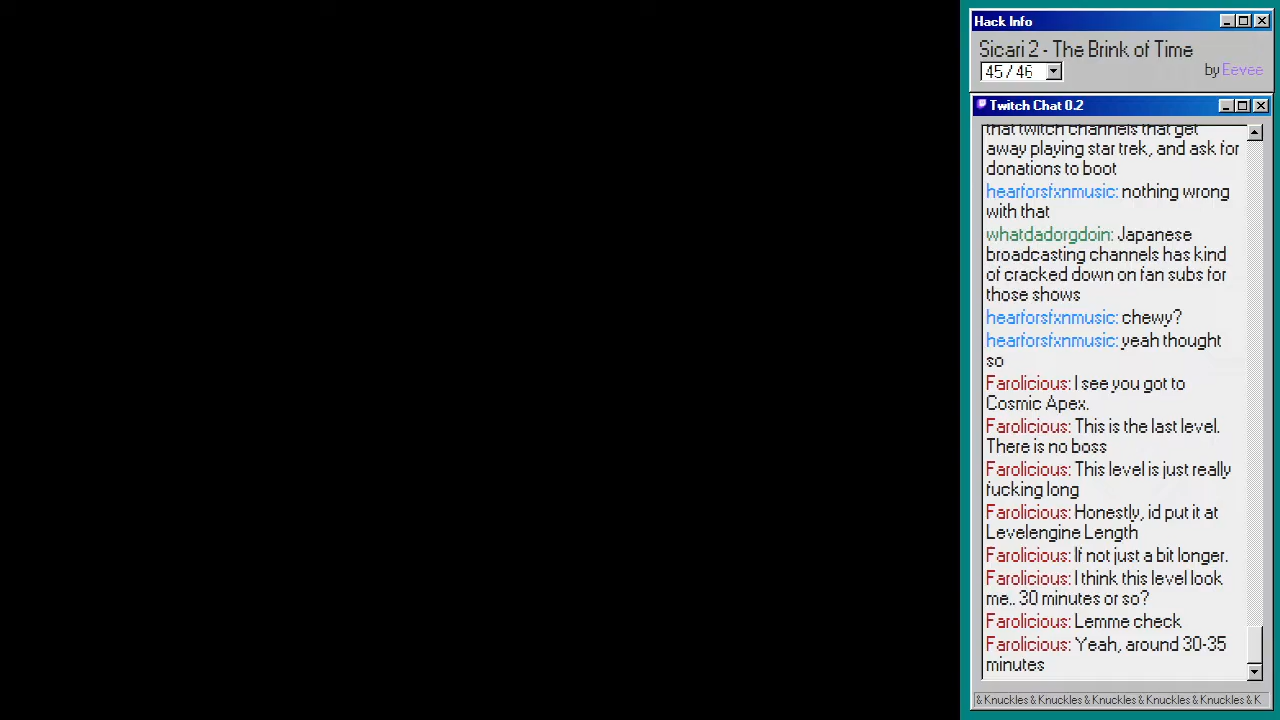 Hack Info
Sicari 2 - The Brink of Time
45/46
by Eevee
Twitch Chat 0.2
that twitch channels that get
away playing star trek, and ask for
donations to boot
hearforsfxnmusic: nothing wrong
with that
whatdadorgdoin: Japanese
broadcasting channels has kind
of cracked down on fan subs for
those shows
hearforsfxnmusic: chewy?
hearforsfxnmusic: yeah thought
so
Farolicious: I see you got to
Cosmic Apex.
Farolicious: This is the last level.
There is no boss
Farolicious: This level is just really
fucking long
Farolicious: Honestly, id put it at
Levelengine Length
Farolicious: If not just a bit longer.
Farolicious: I think this level look
me.. 30 minutes or so?
Farolicious: Lemme check
Farolicious: Yeah, around 30-35
minutes
& Knuckles & Knuckles & Knuckles & Knuckles & Knuckles & K